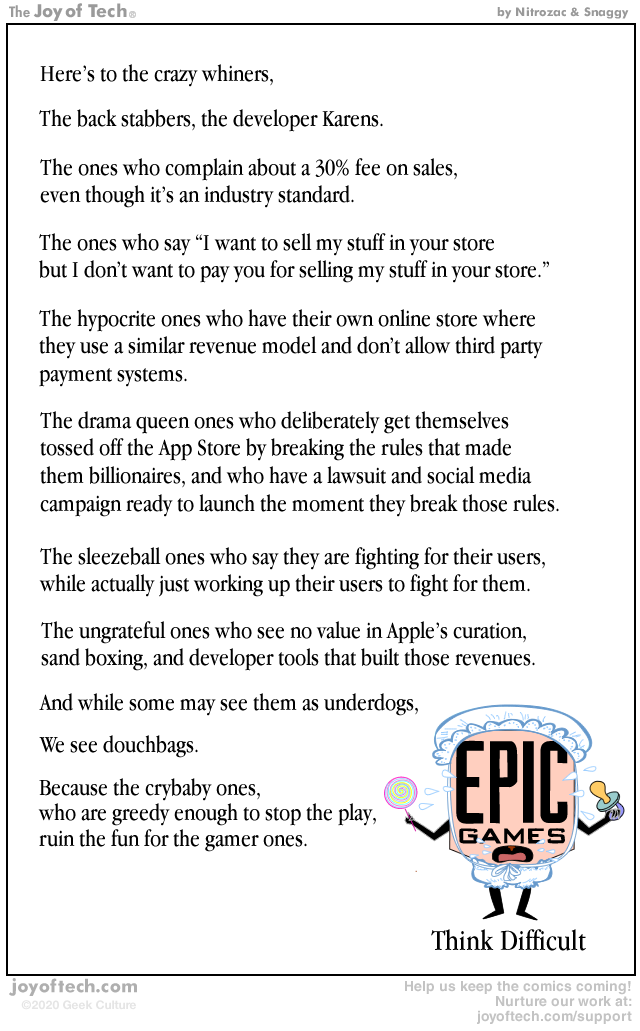 The Joy of Tech®
by Nitrozac & Snaggy
Here's to the crazy whiners,
The back stabbers, the developer Karens.
The ones who complain about a 30% fee on sales,
even though it's an industry standard.
The ones who say “I want to sell my stuff in your store
but I don't want to pay you for selling my stuff in your store.”
The hypocrite ones who have their own online store where
they use a similar revenue model and don't allow third party
payment systems.
The drama queen ones who deliberately get themselves
tossed off the App Store by breaking the rules that made
them billionaires, and who have a lawsuit and social media
campaign ready to launch the moment they break those rules.
The sleezeball ones who say they are fighting for their users,
while actually just working up their users to fight for them.
The ungrateful ones who see no value in Apple's curation,
sand boxing, and developer tools that built those revenues.
And while some may see them as underdogs,
We see douchbags.
Because the crybaby ones,
who are greedy enough to stop the play,
ruin the fun for the gamer ones.
EPIC
GAMES
Think Difficult
joyoftech.com
©2020 Geek Culture
Help us keep the comics coming!
Nurture our work at:
joyoftech.com/support